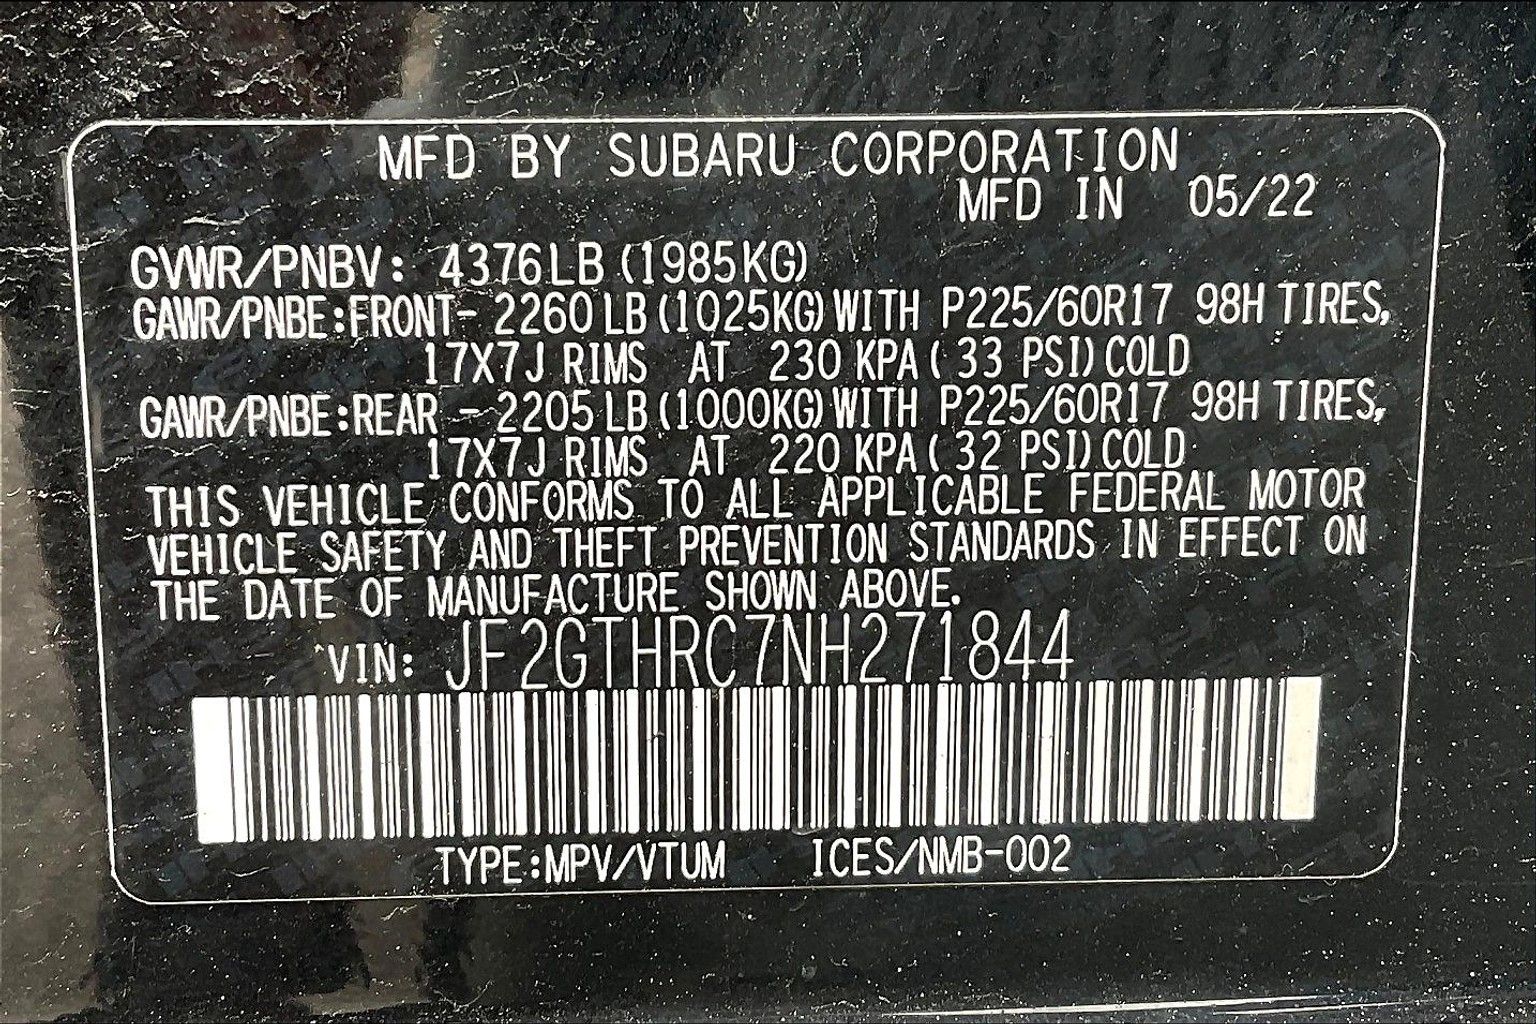 MFD BY SUBARU CORPORATION
MFD IN 05/22
GVWR/PNBV: 4376LB (1985KG)
GAWR/PNBE:FRONT- 2260 LB (1025KG) WITH P225/60R17 98H TIRES,
17X7J RIMS AT 230 KPA ( 33 PSI) COLD
GAWR/PNBE:REAR - 2205 LB (1000KG) WITH P225/60R17 98H TIRES,
17X7J RIMS AT 220 KPA ( 32 PSI) COLD
THIS VEHICLE CONFORMS TO ALL APPLICABLE FEDERAL MOTOR
VEHICLE SAFETY AND THEFT PREVENTION STANDARDS IN EFFECT ON
THE DATE OF MANUFACTURE SHOWN ABOVE.
VIN: JF2GTHRC7NH271844
TYPE:MPV/VTUM ICES/NMB-002